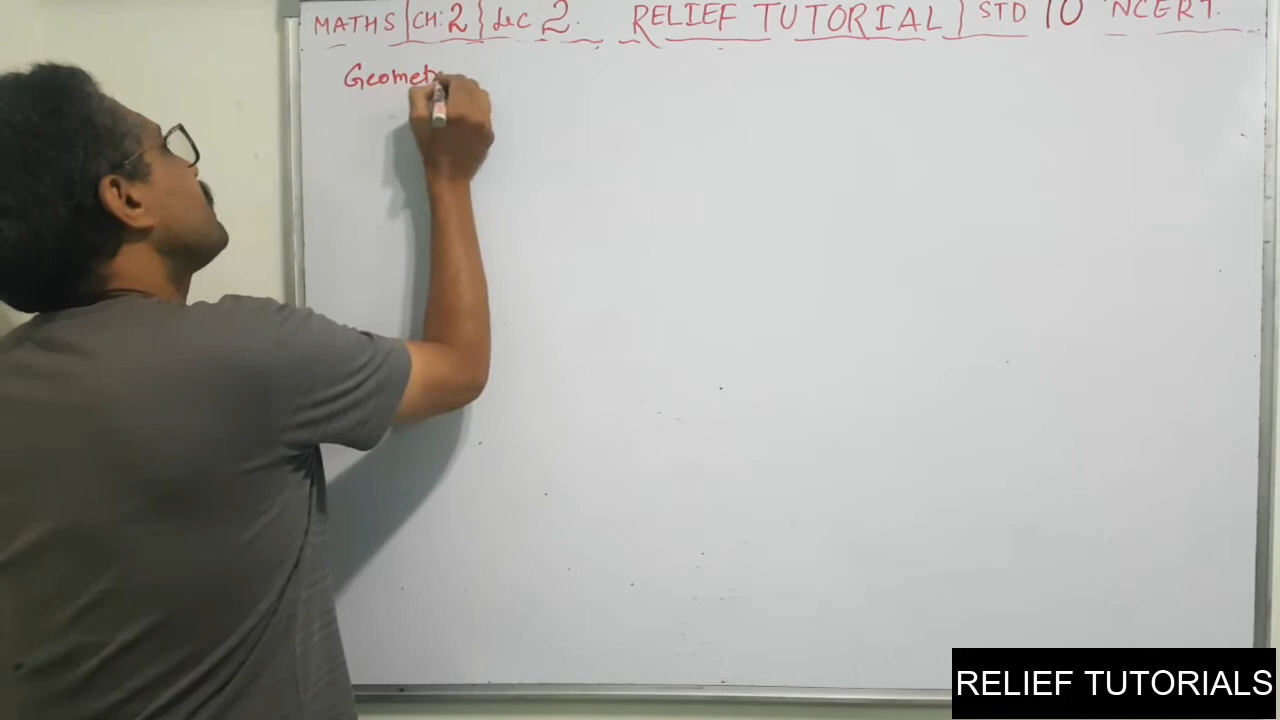 MATHS | CH: 2 } Lec 2. RELIEF TUTORIAL } STD 10 NCERT.
Geomet
RELIEF TUTORIALS